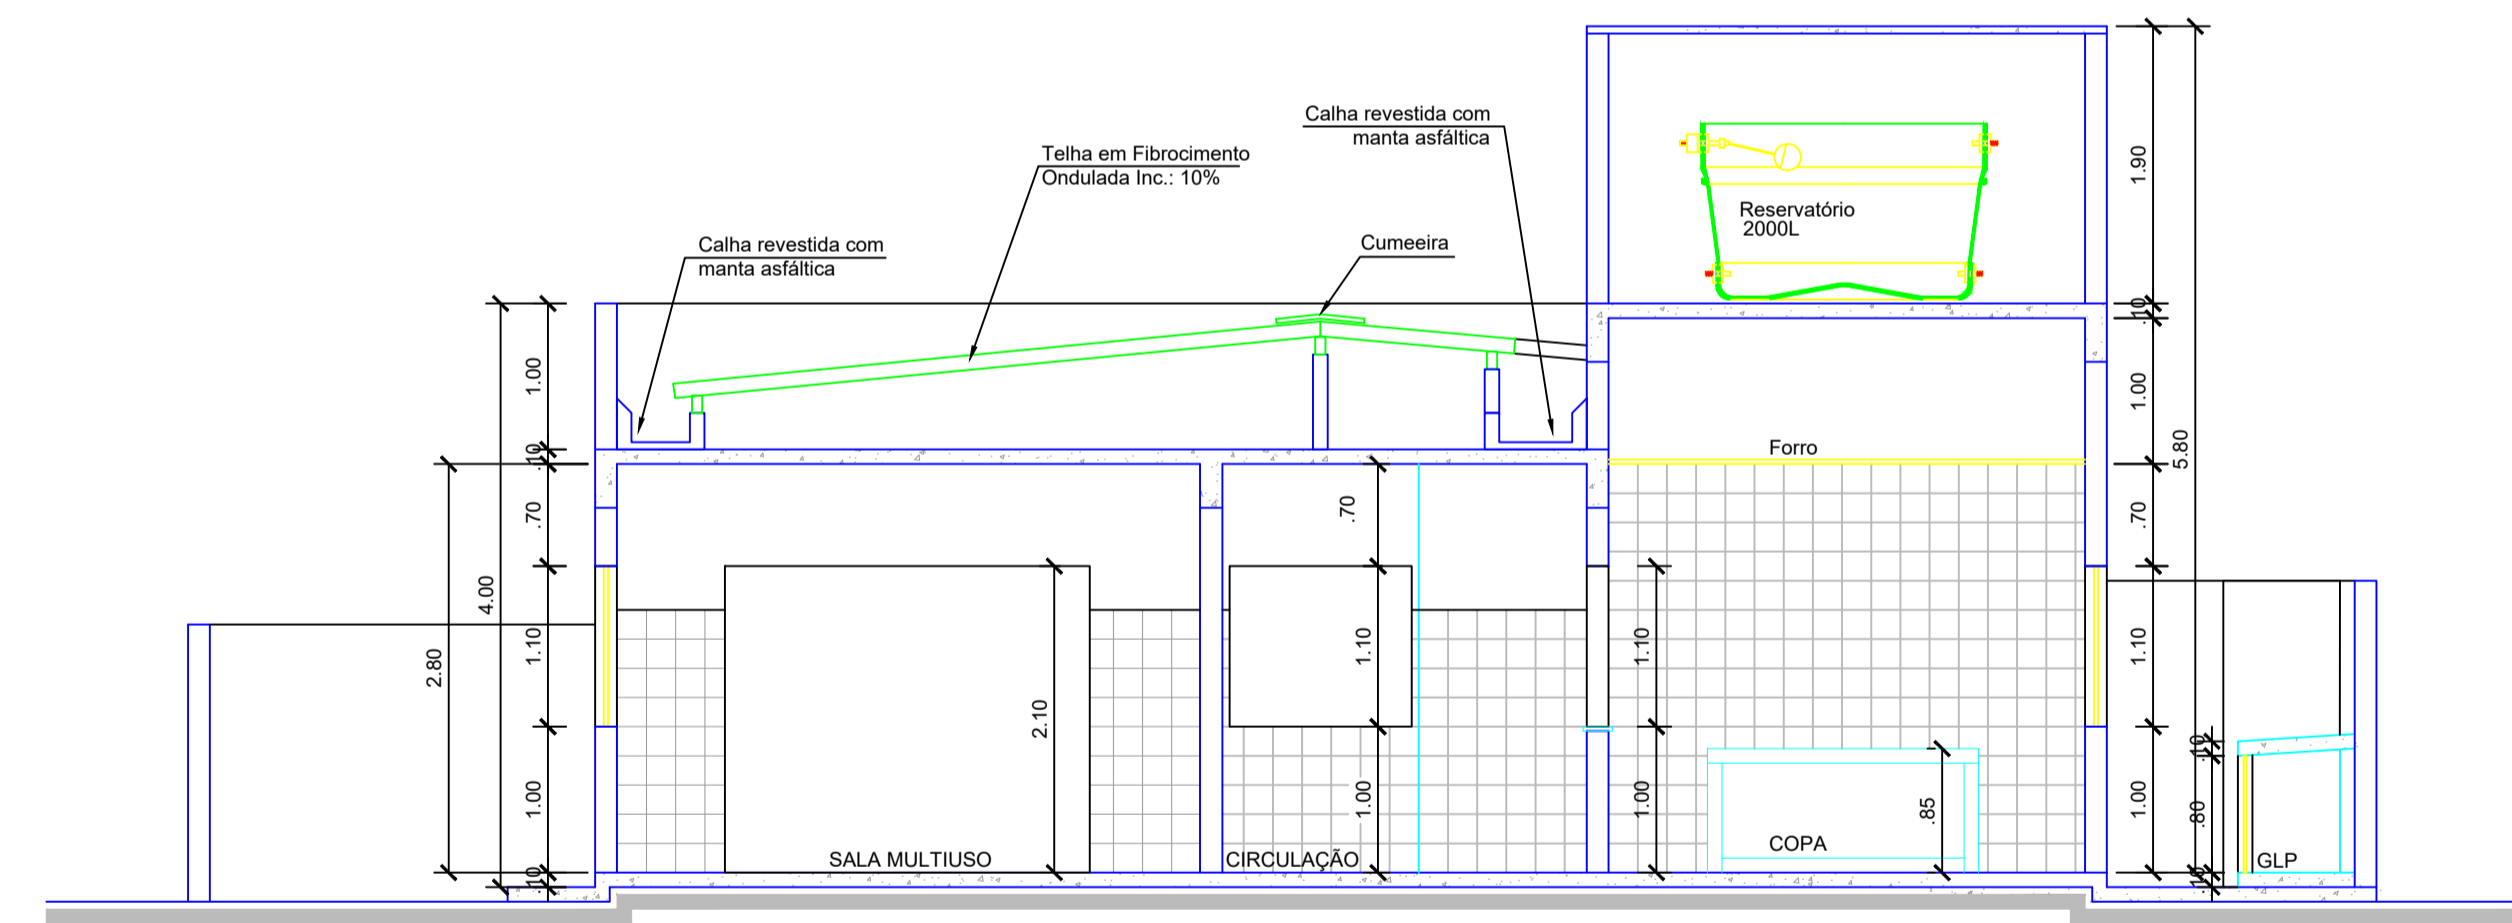 Calha revestida com
manta asfáltica
Telha em Fibrocimento
Ondulada Inc.: 10%
Calha revestida com
manta asfáltica
Cumeeira
Reservatório
2000L
1.90
.10
1.00
5.80
.70
1.10
1.00
.10
1.00
.10
.70
4.00
2.80
1.10
1.00
.10
Forro
.70
1.10
1.00
2.10
1.10
1.00
.85
.10
.80
SALA MULTIUSO
CIRCULAÇÃO
COPA
GLP